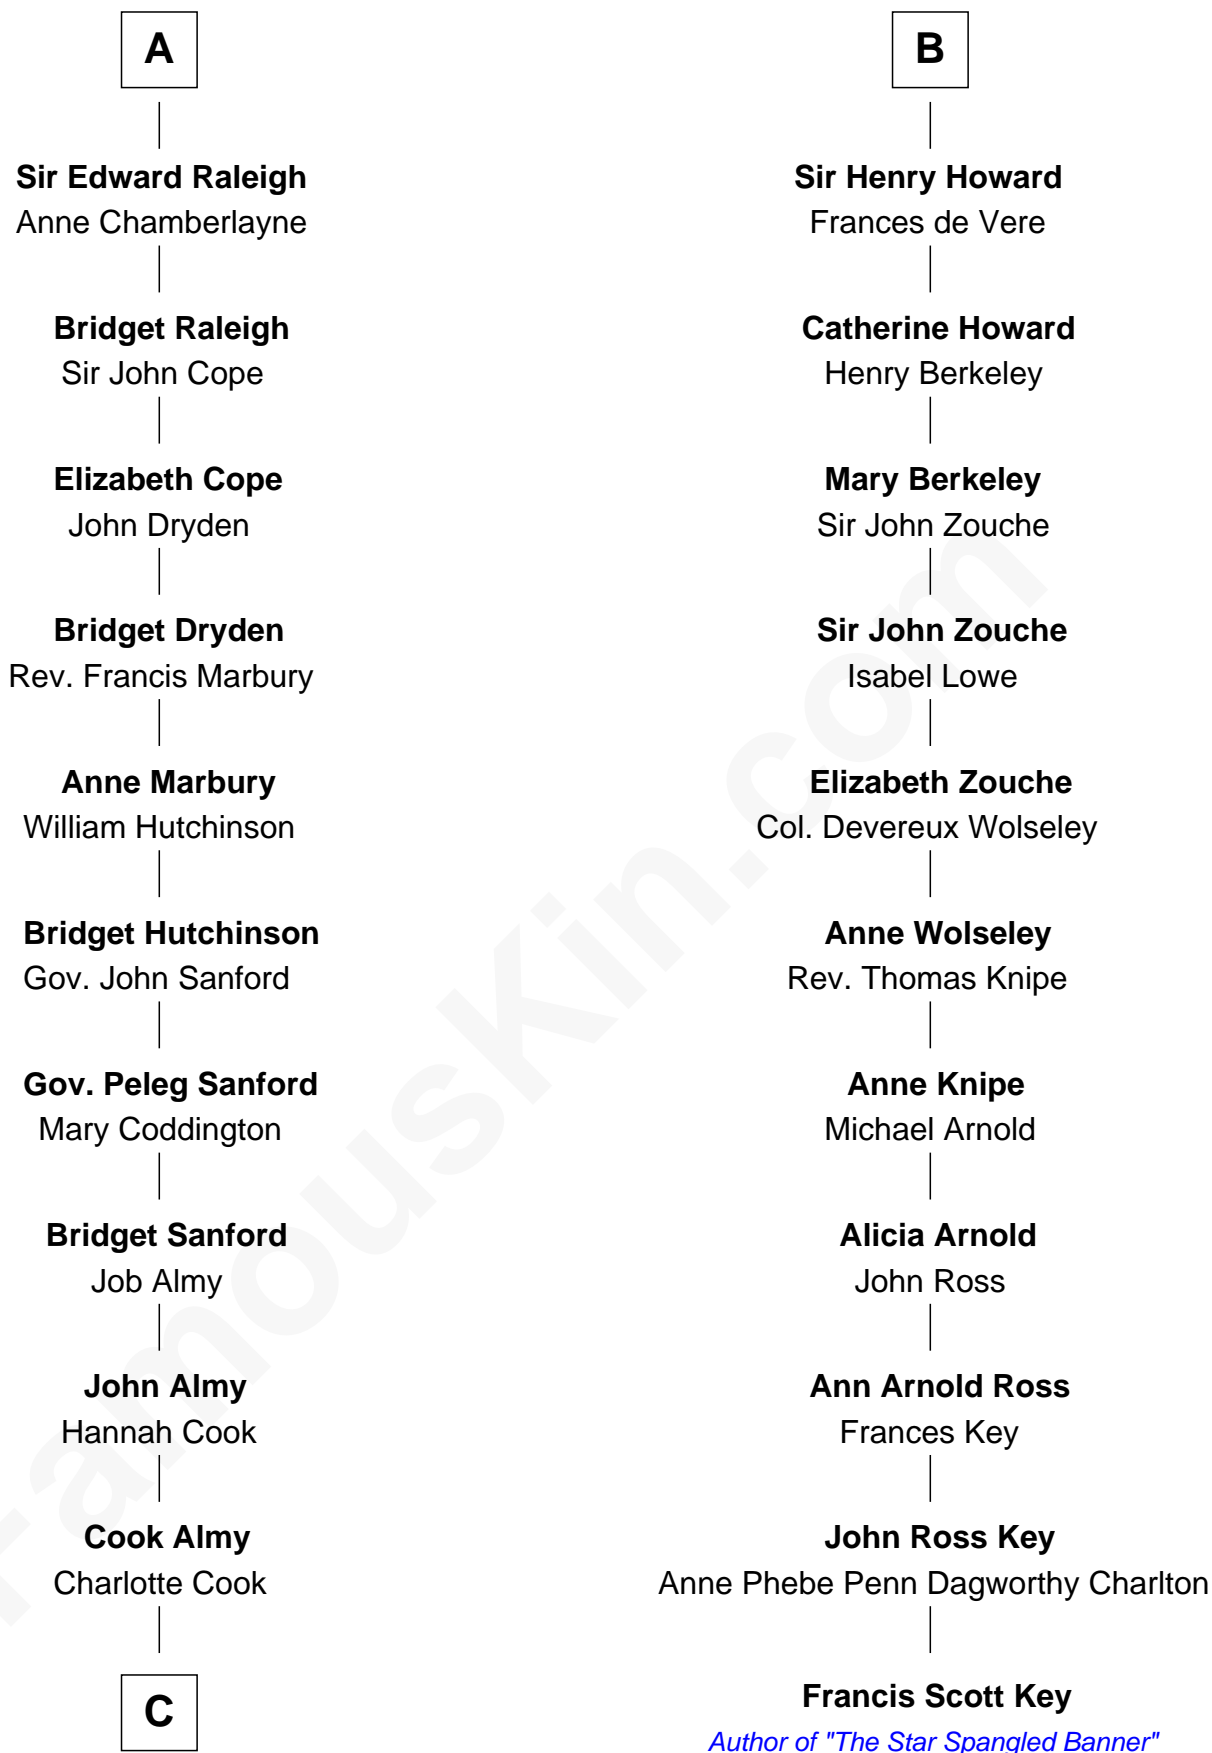 A
Sir Edward Raleigh
Anne Chamberlayne
Bridget Raleigh
Sir John Cope
Elizabeth Cope
John Dryden
Bridget Dryden
Rev. Francis Marbury
Anne Marbury
William Hutchinson
Bridget Hutchinson
Gov. John Sanford
Gov. Peleg Sanford
Mary Coddington
Bridget Sanford
Job Almy
John Almy
Hannah Cook
Cook Almy
Charlotte Cook
C
B
Sir Henry Howard
Frances de Vere
Catherine Howard
Henry Berkeley
Mary Berkeley
Sir John Zouche
Sir John Zouche
Isabel Lowe
Elizabeth Zouche
Col. Devereux Wolseley
Anne Wolseley
Rev. Thomas Knipe
Anne Knipe
Michael Arnold
Alicia Arnold
John Ross
Ann Arnold Ross
Frances Key
John Ross Key
Anne Phebe Penn Dagworthy Charlton
Francis Scott Key
Author of "The Star Spangled Banner"
FamousKin.com